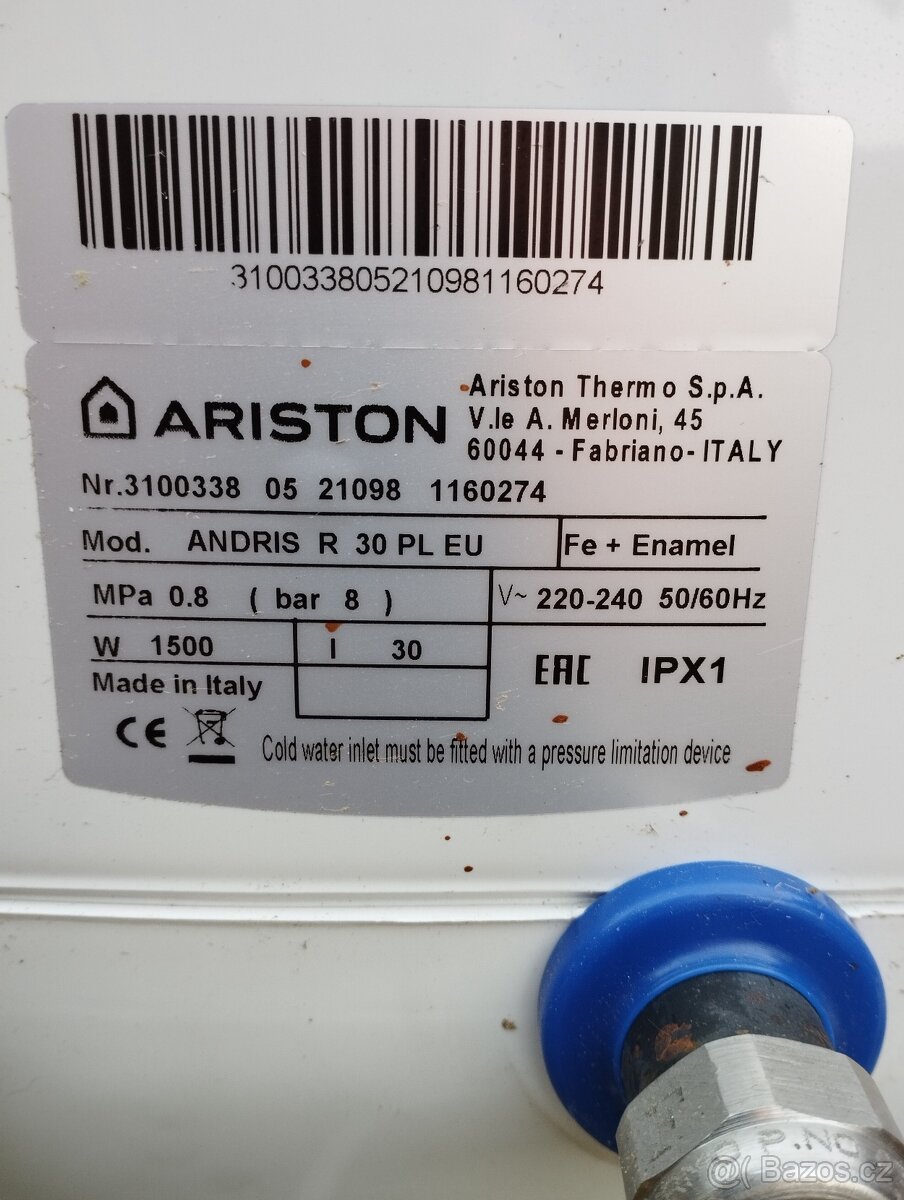 310033805210981160274
ARISTON
Ariston Thermo S.p.A.
V.le A. Merloni, 45
60044 - Fabriano- ITALY
Nr.3100338 05 21098 1160274
Mod. ANDRIS R 30 PL EU Fe + Enamel
MPa 0.8 ( bar 8 ) V~ 220-240 50/60Hz
W 1500 l 30
EAC IPX1
Made in Italy
CE
Cold water inlet must be fitted with a pressure limitation device
P.NO
@( Bazos.cz